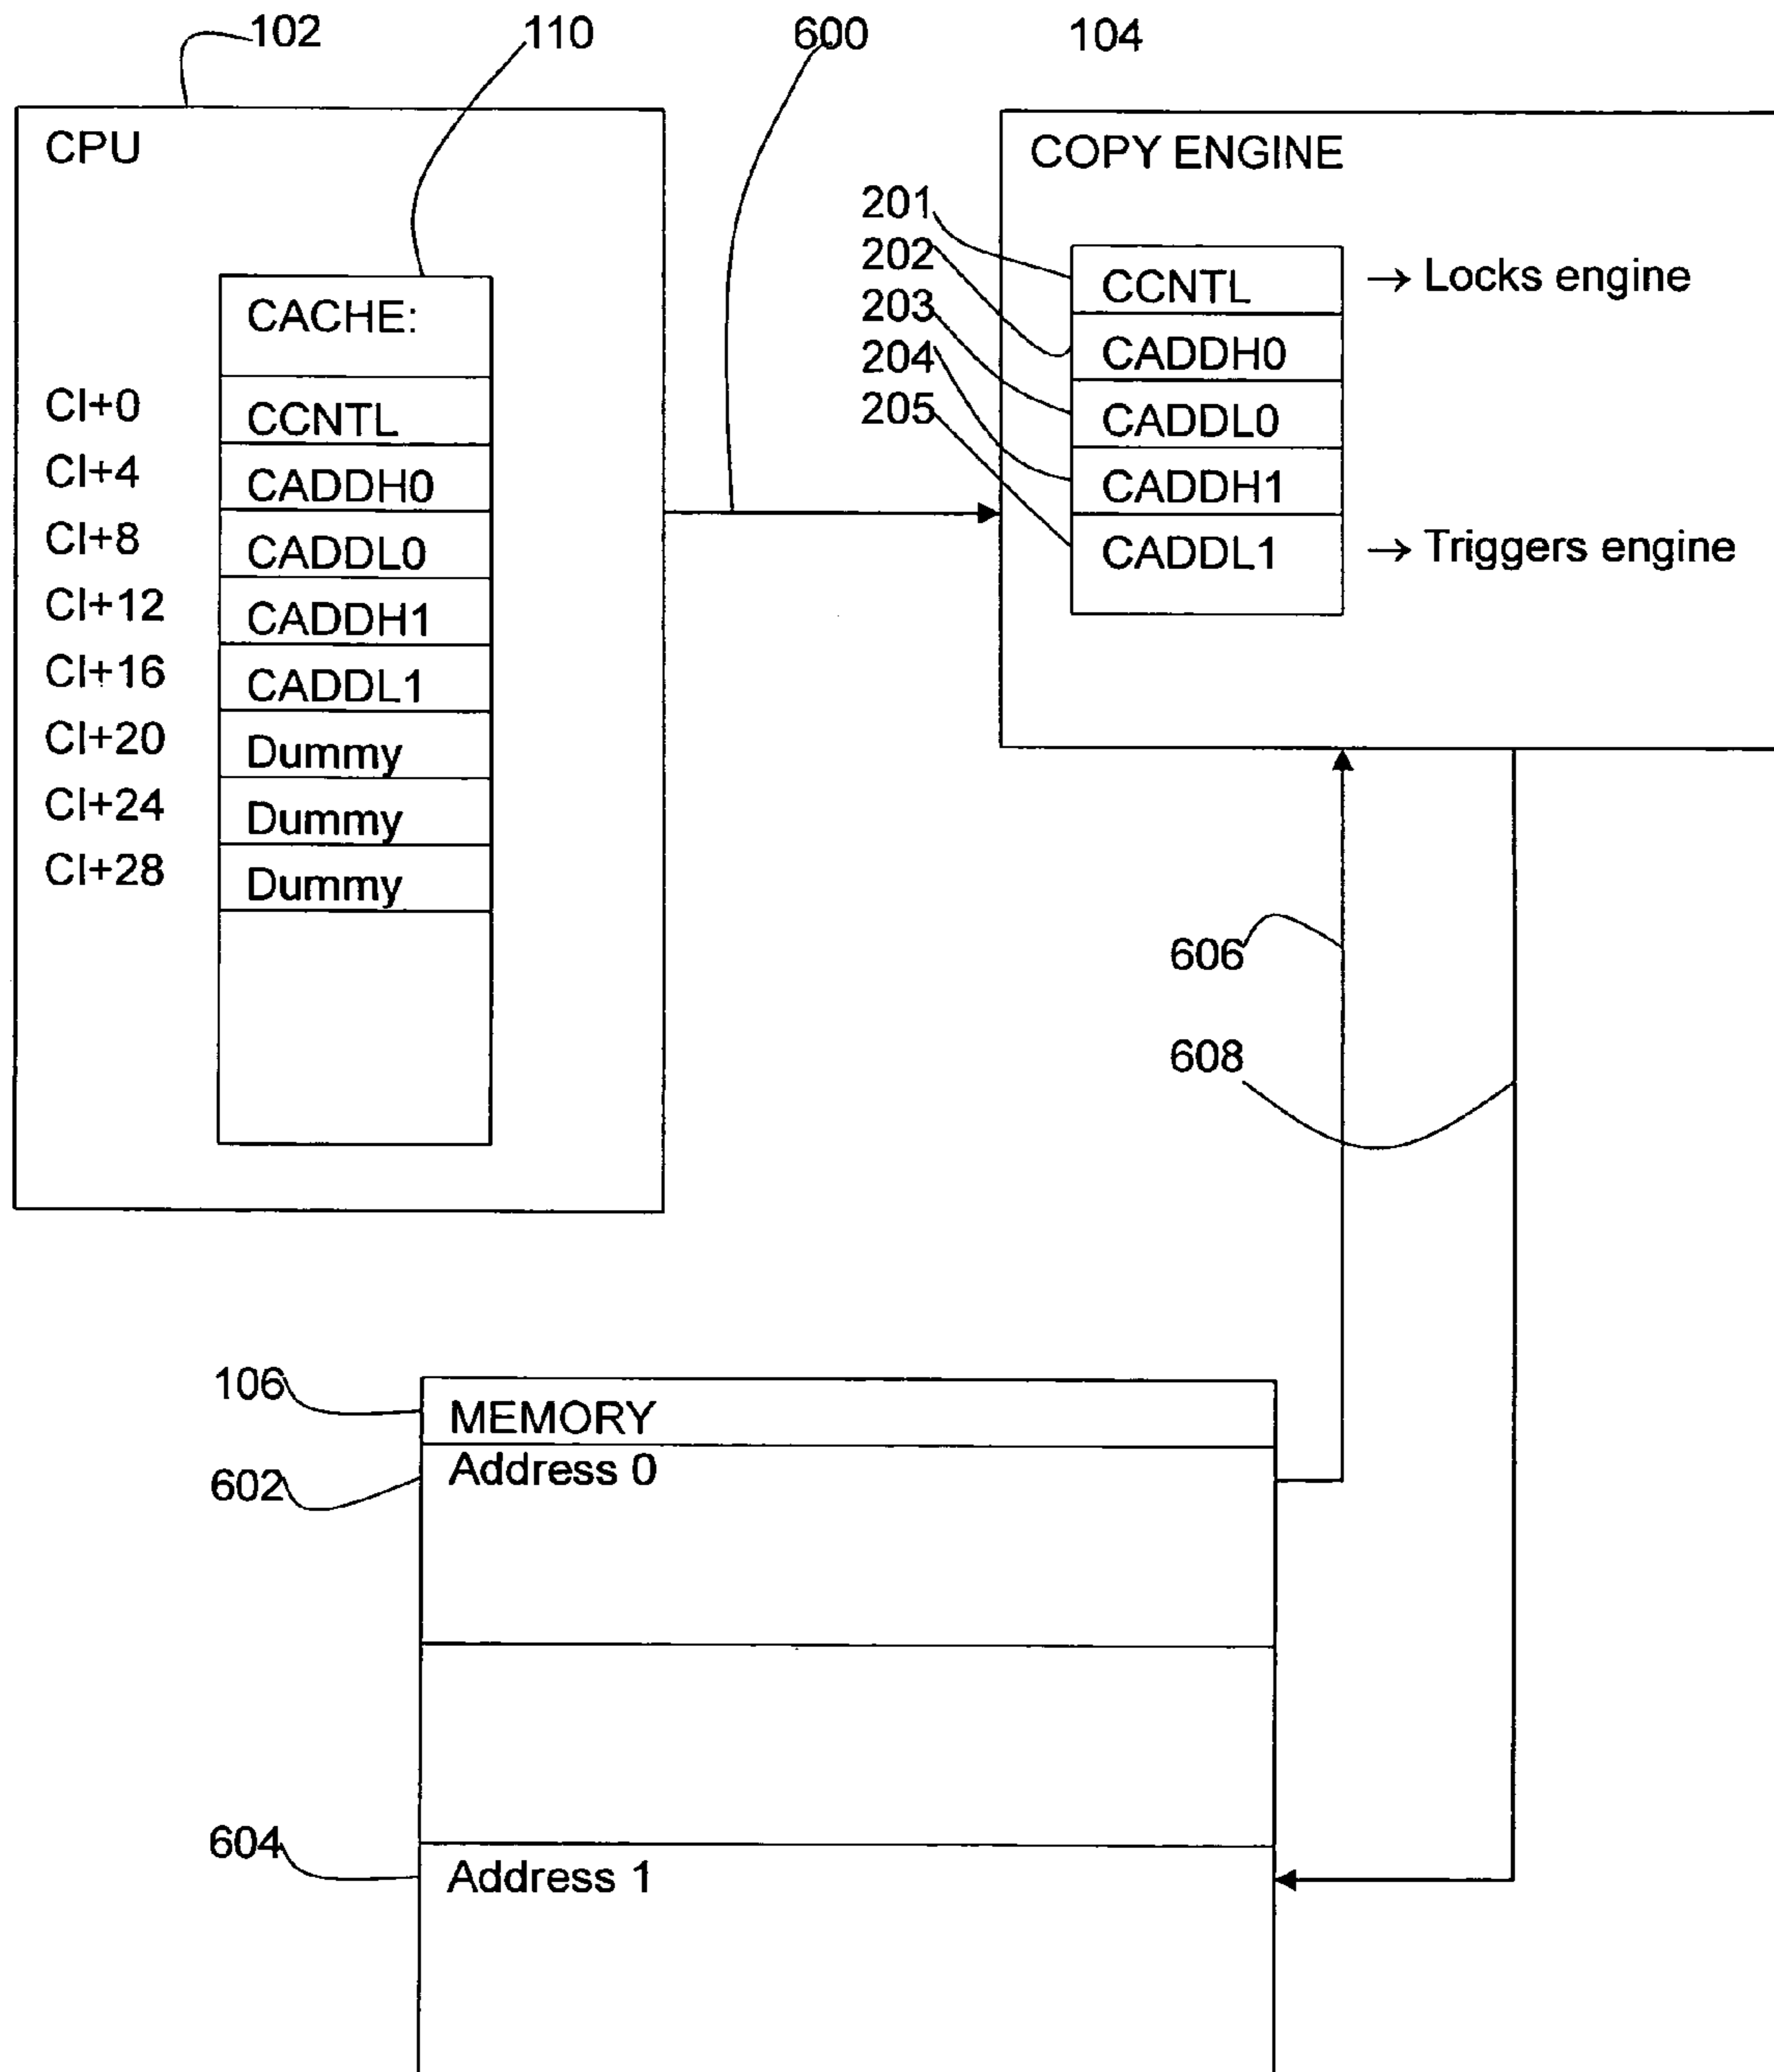 102
110
600
104
CPU
CACHE:
CI+0
CCNTL
CI+4
CADDH0
CI+8
CADDL0
CI+12
CADDH1
CI+16
CADDL1
CI+20
Dummy
CI+24
Dummy
CI+28
Dummy
COPY ENGINE
201
CCNTL
→ Locks engine
202
CADDH0
203
CADDL0
204
CADDH1
205
CADDL1
→ Triggers engine
606
608
106
MEMORY
602
Address 0
604
Address 1